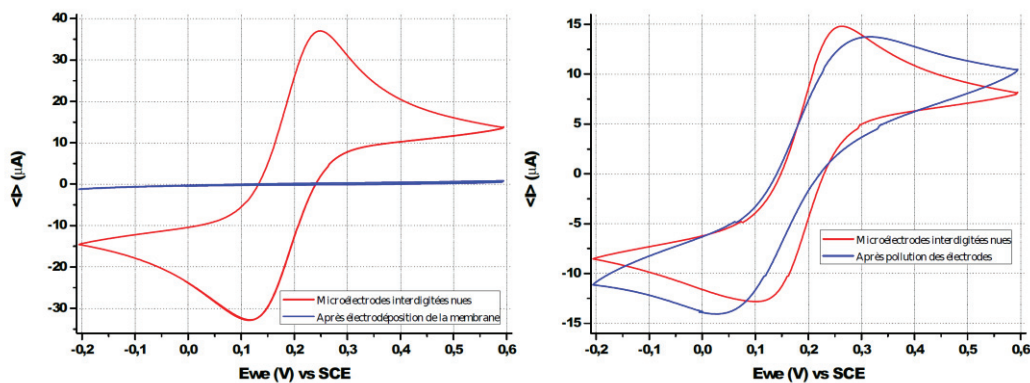 40
30
20
10
0
-10
-20
-30
<I> (µA)
-0,2 -0,1 0,0 0,1 0,2 0,3 0,4 0,5 0,6
Ewe (V) vs SCE
Microélectrodes interdigitées nues
Après électrodéposition de la membrane
15
10
5
0
-5
-10
-15
<I> (µA)
-0,2 -0,1 0,0 0,1 0,2 0,3 0,4 0,5 0,6
Ewe (V) vs SCE
Microélectrodes interdigitées nues
Après pollution des électrodes